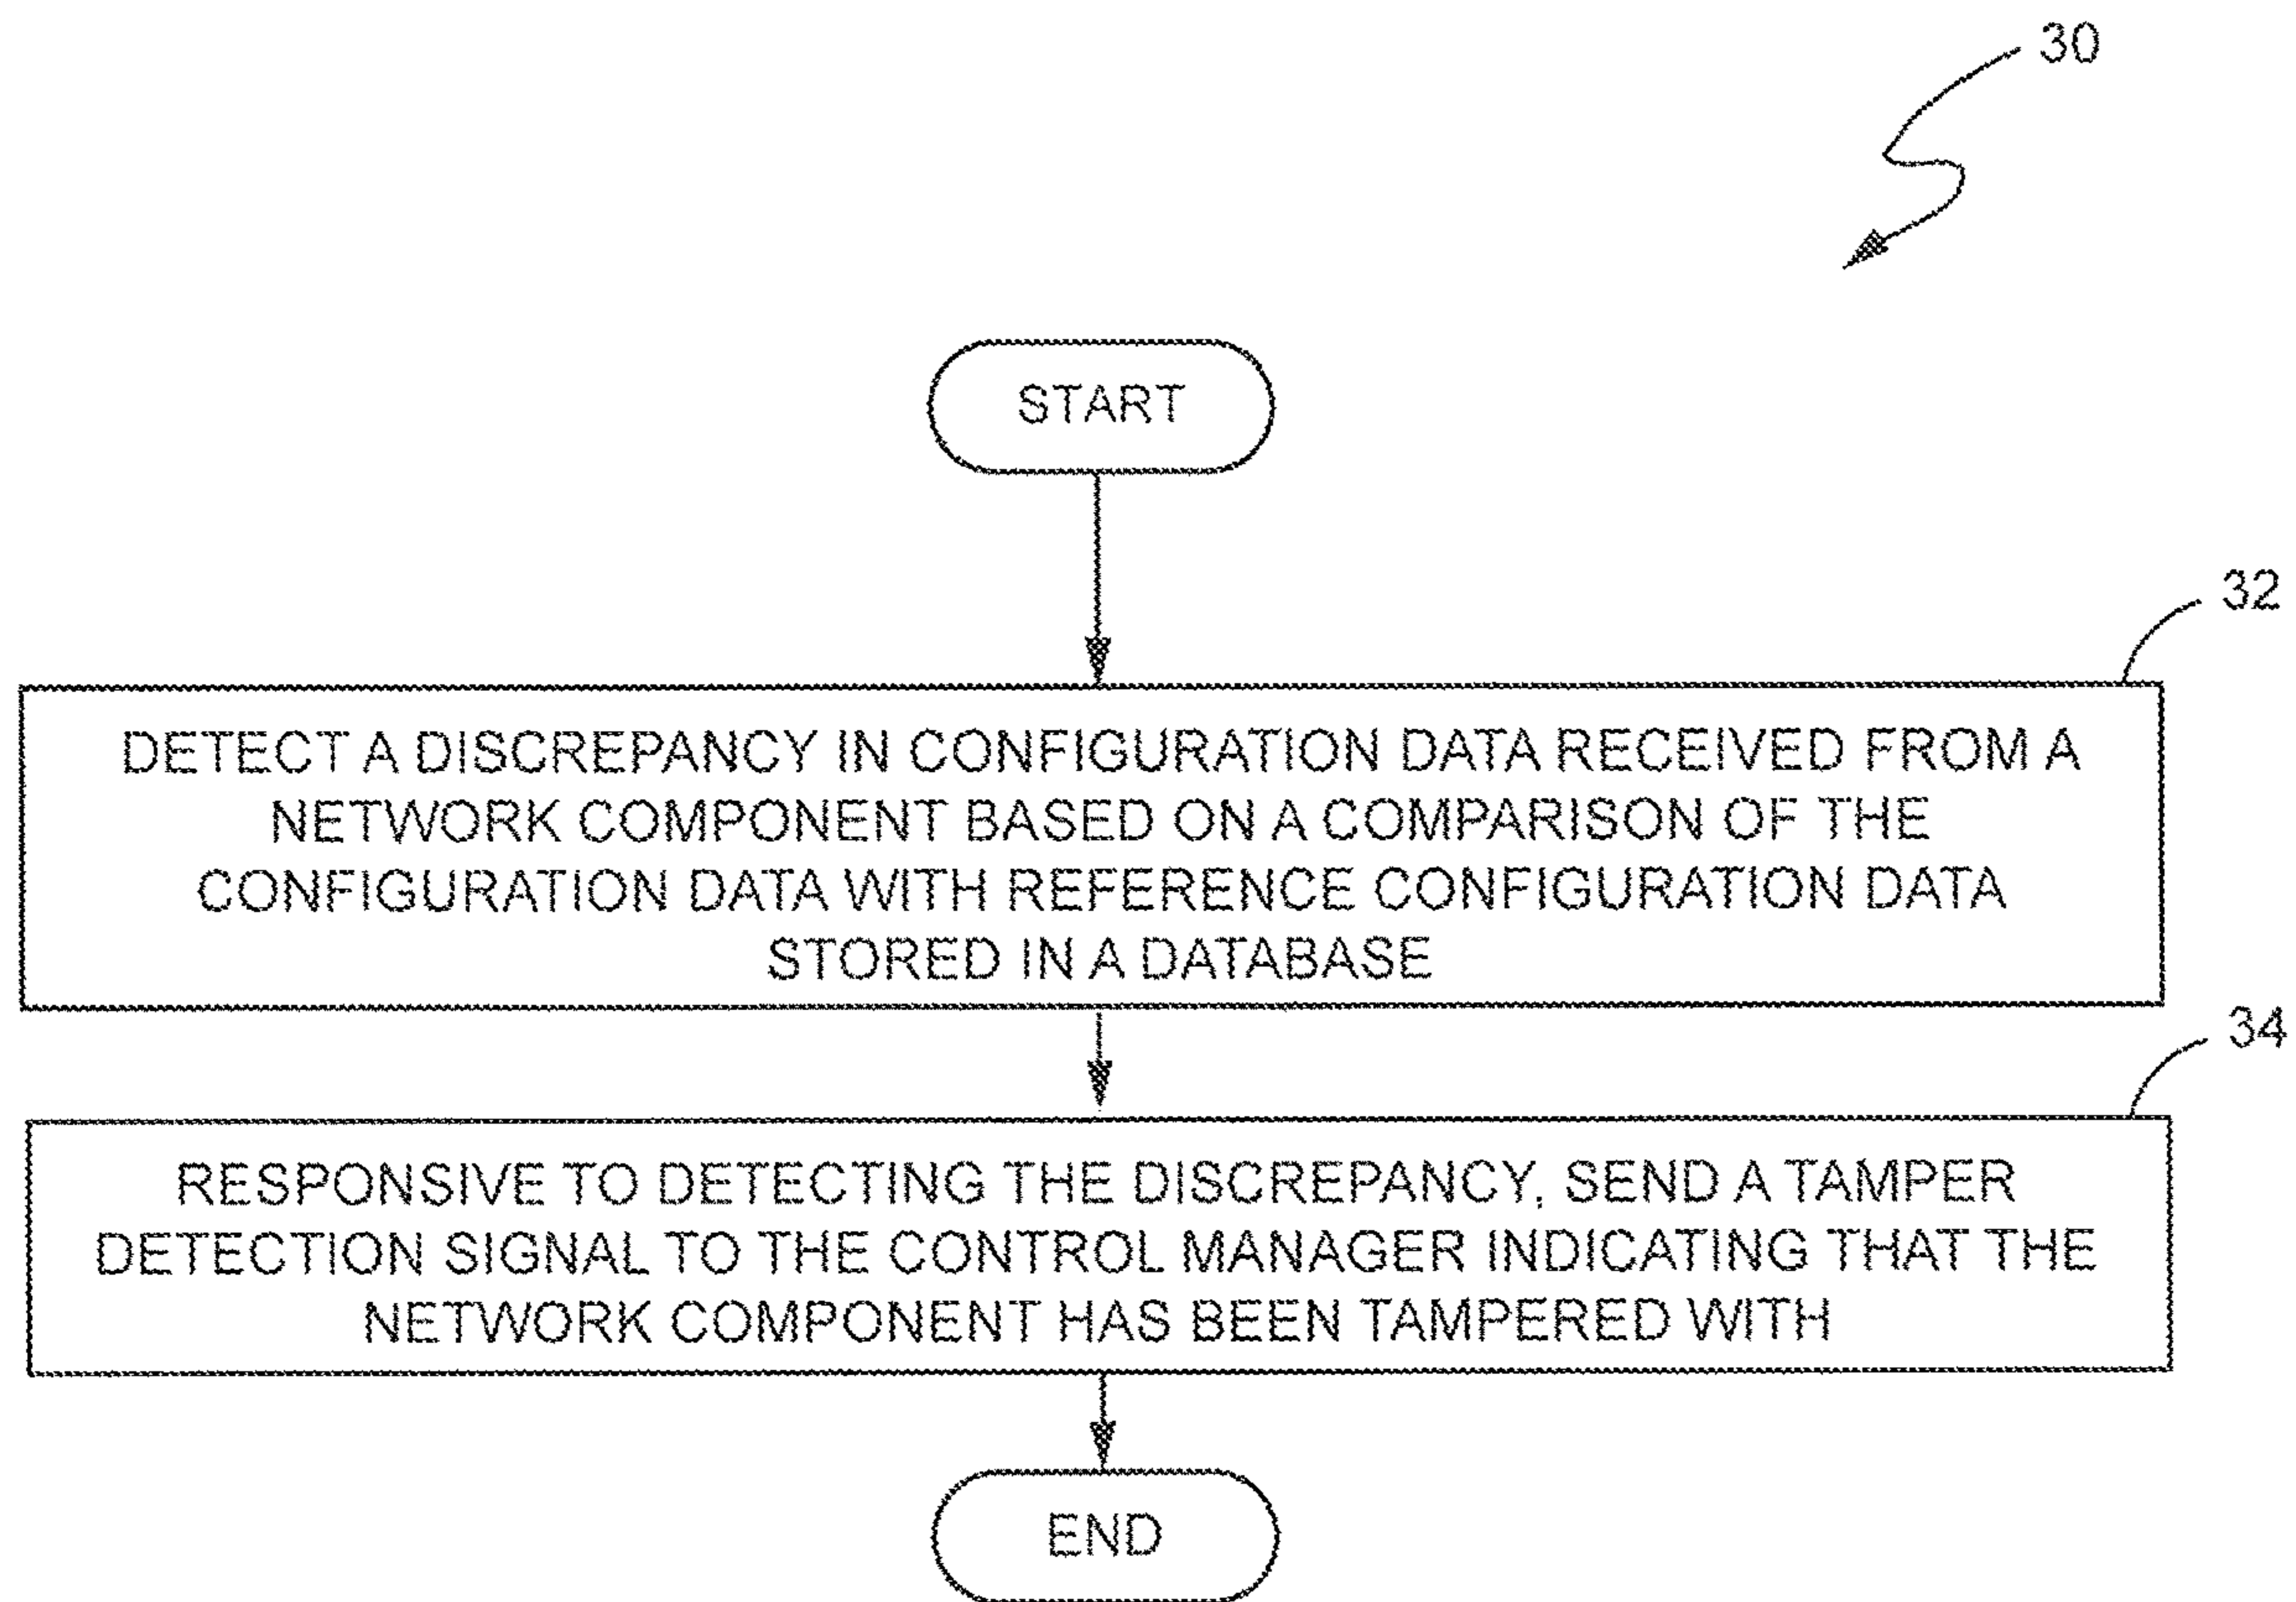 30
START
32
DETECT A DISCREPANCY IN CONFIGURATION DATA RECEIVED FROM A
NETWORK COMPONENT BASED ON A COMPARISON OF THE
CONFIGURATION DATA WITH REFERENCE CONFIGURATION DATA
STORED IN A DATABASE
34
RESPONSIVE TO DETECTING THE DISCREPANCY, SEND A TAMPER
DETECTION SIGNAL TO THE CONTROL MANAGER INDICATING THAT THE
NETWORK COMPONENT HAS BEEN TAMPERED WITH
END